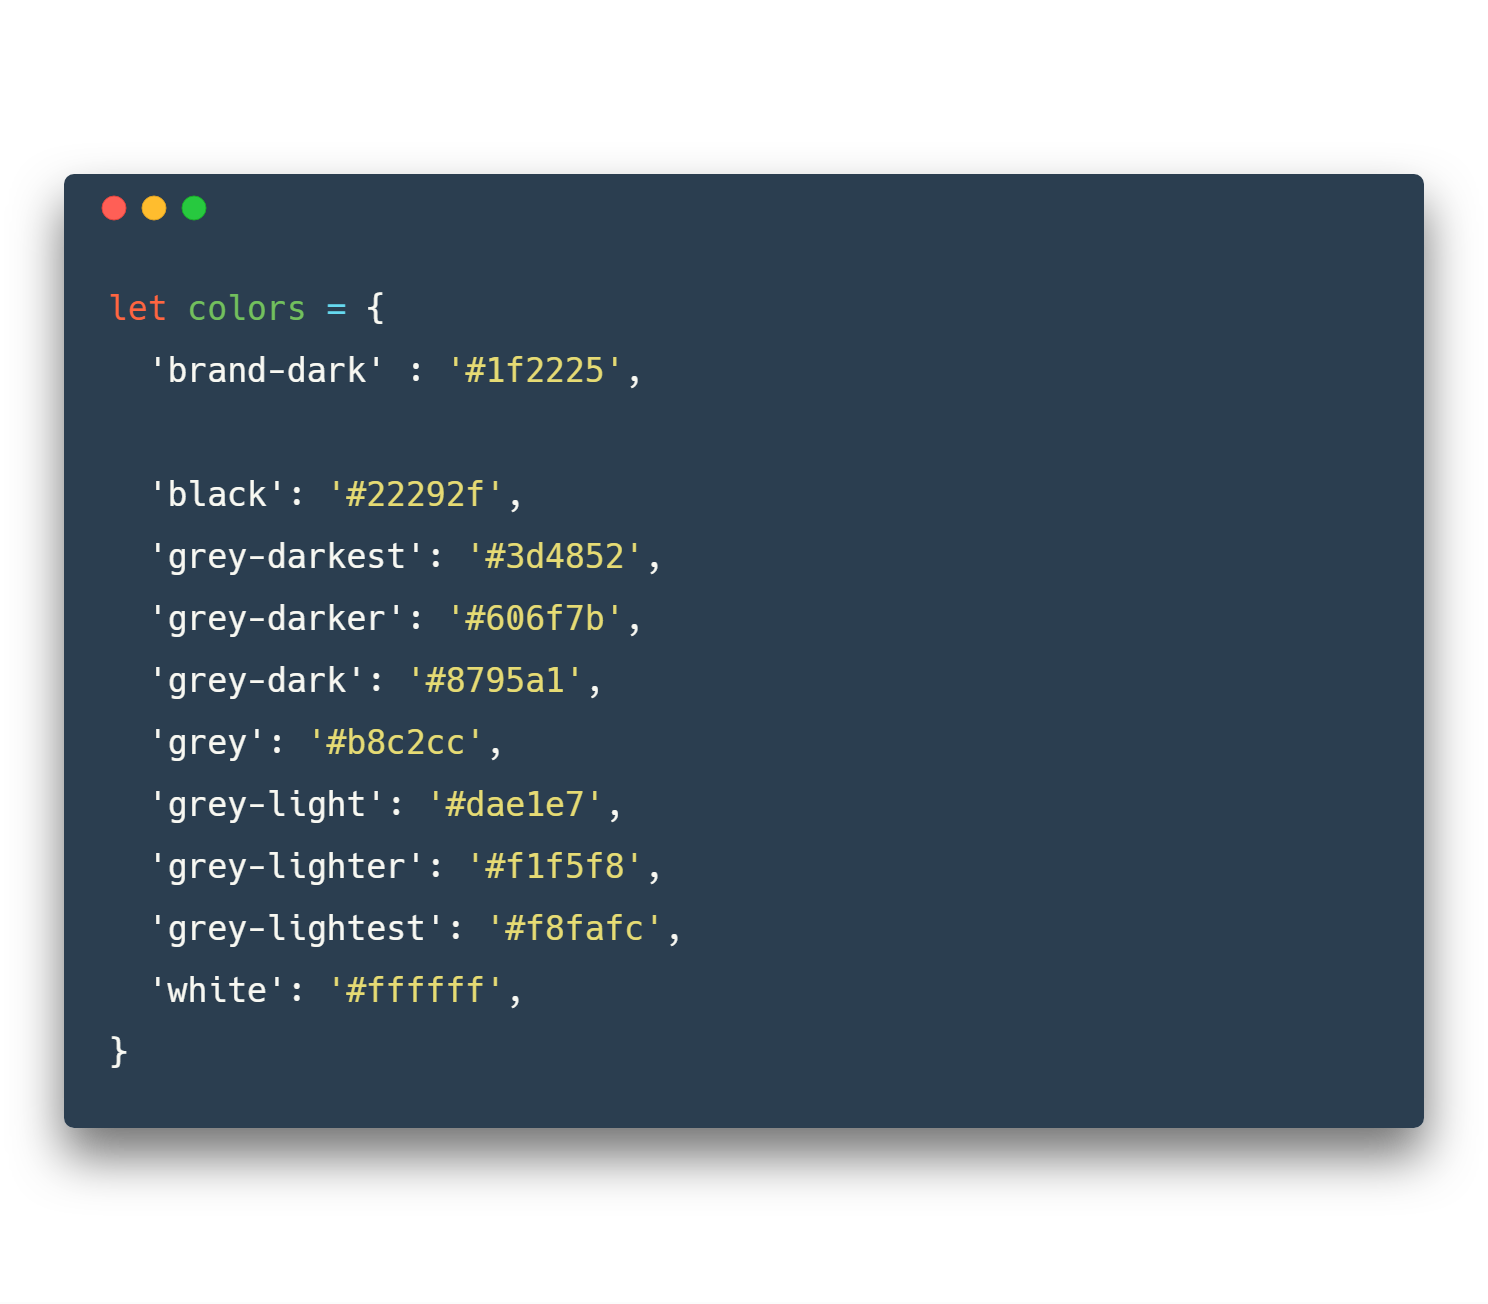 let colors = {
  'brand-dark' : '#1f2225',

  'black': '#22292f',
  'grey-darkest': '#3d4852',
  'grey-darker': '#606f7b',
  'grey-dark': '#8795a1',
  'grey': '#b8c2cc',
  'grey-light': '#dae1e7',
  'grey-lighter': '#f1f5f8',
  'grey-lightest': '#f8fafc',
  'white': '#ffffff',
}